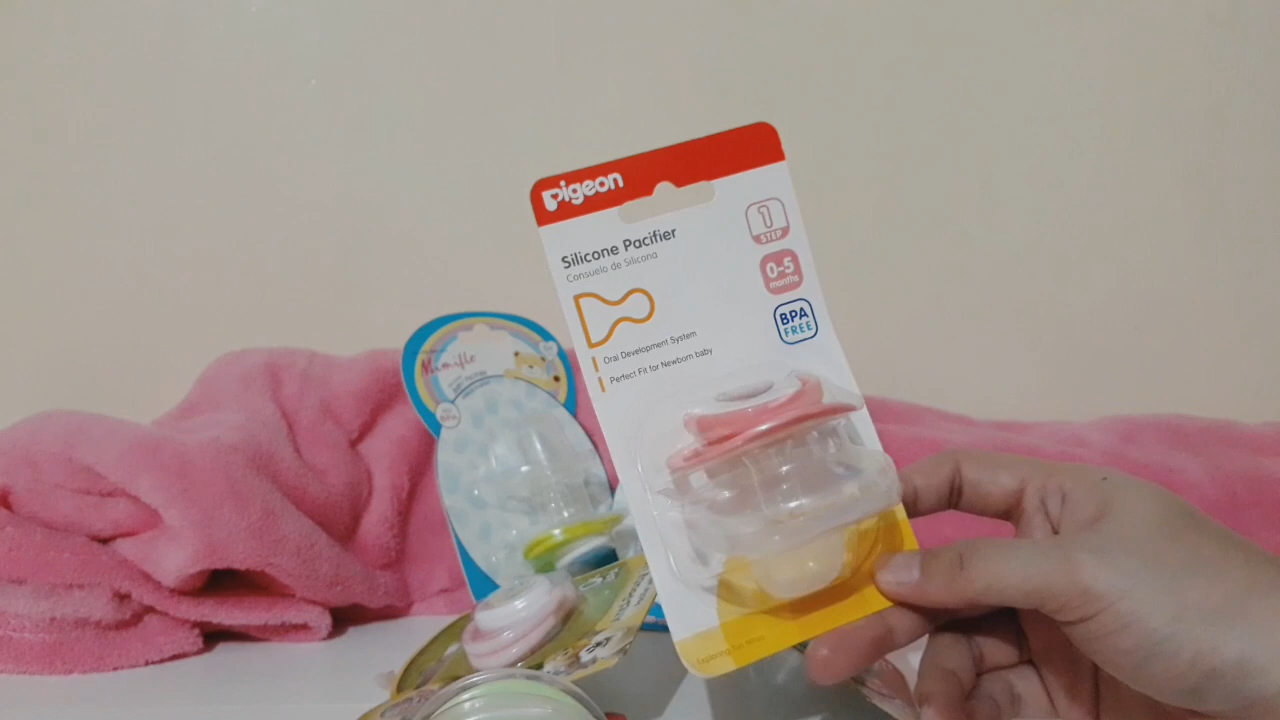 Pigeon
Silicone Pacifier
Consuelo de Silicona
1
STEP
0-5
months
BPA
FREE
Oral Development System
Perfect Fit for Newborn baby
Mimiflo